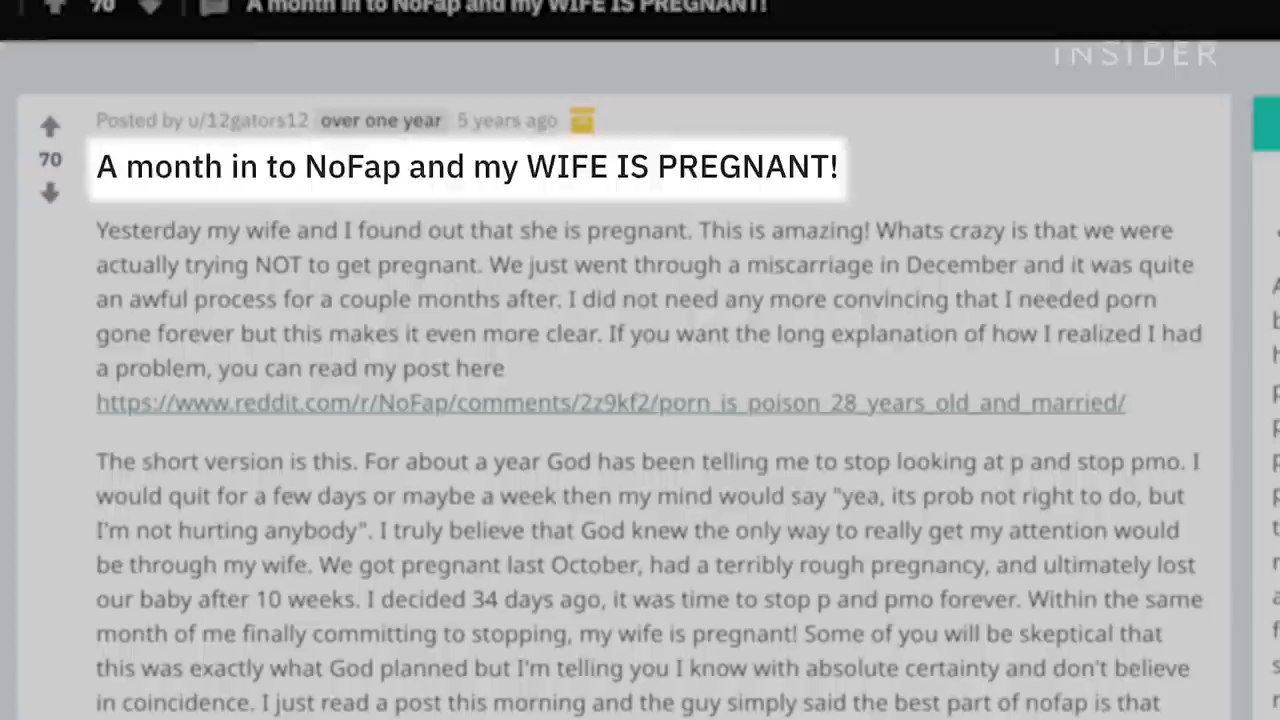 70 A month in to NoFap and my WIFE IS PREGNANT!
INSIDER
Posted by u/12gators12 over one year 5 years ago
70
A month in to NoFap and my WIFE IS PREGNANT!
Yesterday my wife and I found out that she is pregnant. This is amazing! Whats crazy is that we were
actually trying NOT to get pregnant. We just went through a miscarriage in December and it was quite
an awful process for a couple months after. I did not need any more convincing that I needed porn
gone forever but this makes it even more clear. If you want the long explanation of how I realized I had
a problem, you can read my post here
https://www.reddit.com/r/NoFap/comments/2z9kf2/porn_is_poison_28_years_old_and_married/
The short version is this. For about a year God has been telling me to stop looking at p and stop pmo. I
would quit for a few days or maybe a week then my mind would say "yea, its prob not right to do, but
I'm not hurting anybody". I truly believe that God knew the only way to really get my attention would
be through my wife. We got pregnant last October, had a terribly rough pregnancy, and ultimately lost
our baby after 10 weeks. I decided 34 days ago, it was time to stop p and pmo forever. Within the same
month of me finally committing to stopping, my wife is pregnant! Some of you will be skeptical that
this was exactly what God planned but I'm telling you I know with absolute certainty and don't believe
in coincidence. I just read a post this morning and the guy simply said the best part of nofap is that